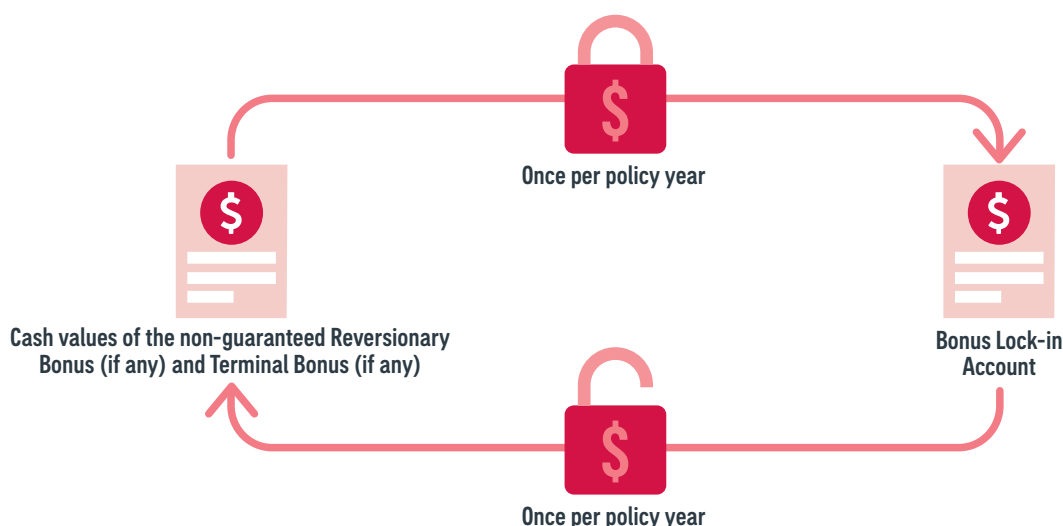 $
Once per policy year
$
$
Cash values of the non-guaranteed Reversionary
Bonus (if any) and Terminal Bonus (if any)
Bonus Lock-in
Account
$
Once per policy year